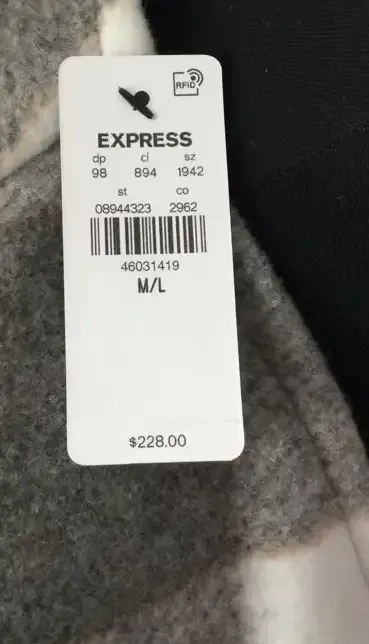 RFID
EXPRESS
dp cl sz
98 894 1942
st co
08944323 2962
46031419
M/L
$228.00